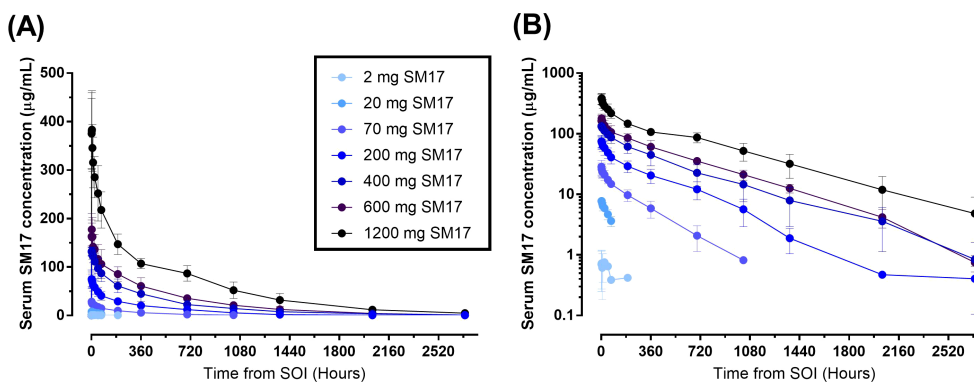 (A)
Serum SM17 concentration (µg/mL)
500
400
300
200
100
0
0 360 720 1080 1440 1800 2160 2520
Time from SOI (Hours)
2 mg SM17
20 mg SM17
70 mg SM17
200 mg SM17
400 mg SM17
600 mg SM17
1200 mg SM17
(B)
Serum SM17 concentration (µg/mL)
1000
100
10
1
0.1
0 360 720 1080 1440 1800 2160 2520
Time from SOI (Hours)